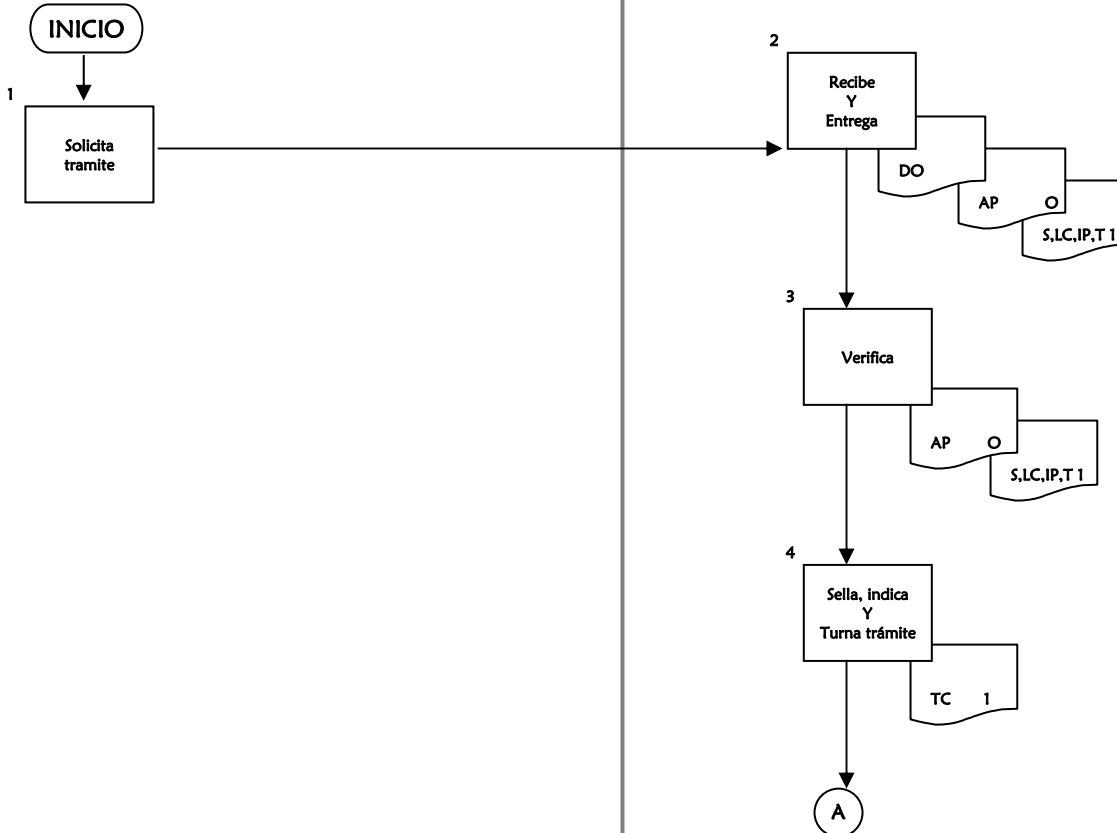 INICIO
1
Solicita
tramite
2
Recibe
Y
Entrega
DO
AP O
S,LC,IP,T 1
3
Verifica
AP O
S,LC,IP,T 1
4
Sella, indica
Y
Turna trámite
TC 1
A